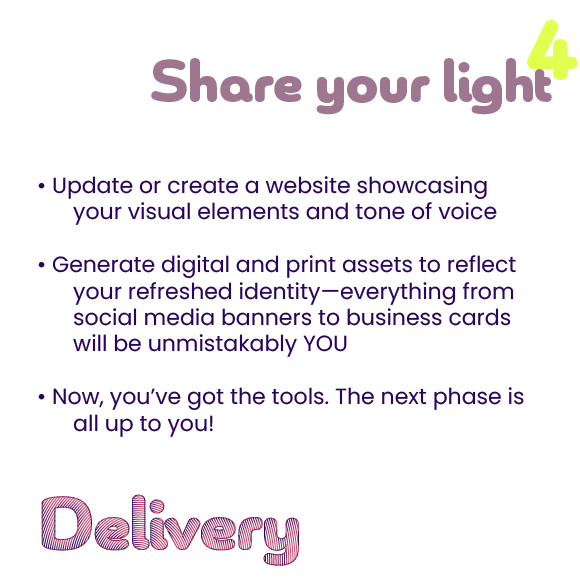 Share your light
4
• Update or create a website showcasing
your visual elements and tone of voice
• Generate digital and print assets to reflect
your refreshed identity—everything from
social media banners to business cards
will be unmistakably YOU
• Now, you’ve got the tools. The next phase is
all up to you!
Delivery